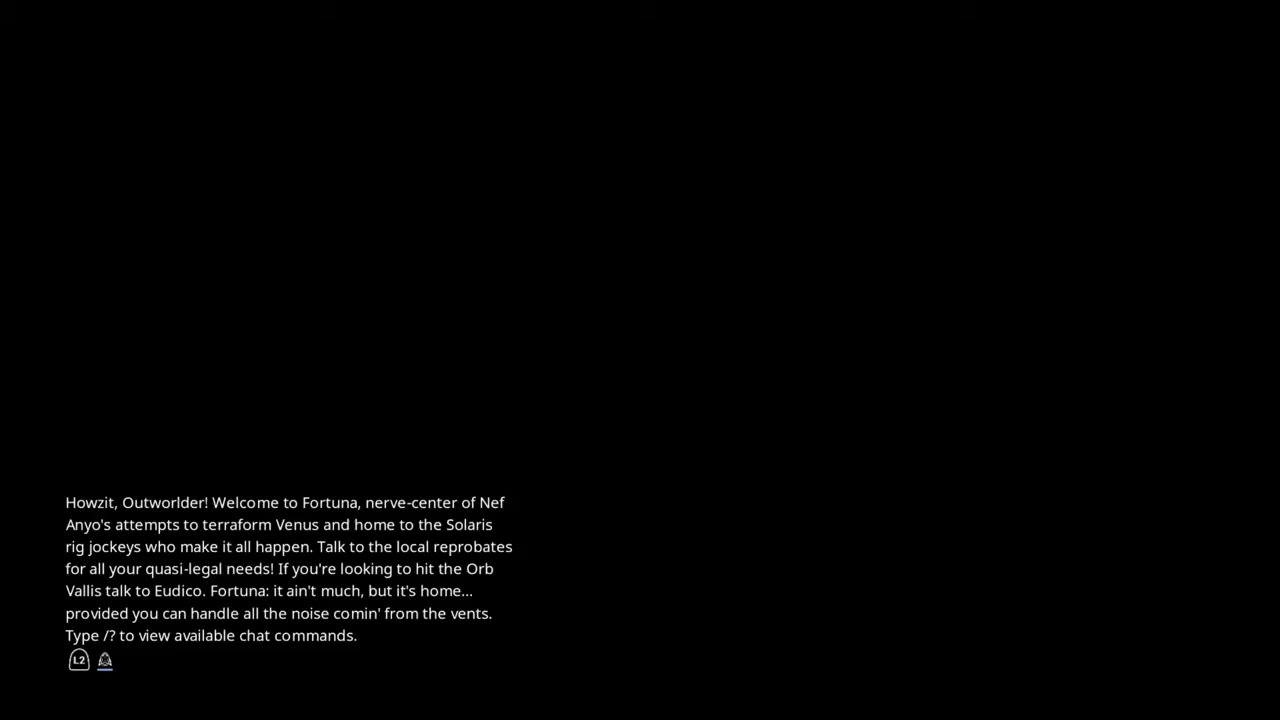 Howzit, Outworlder! Welcome to Fortuna, nerve-center of Nef
Anyo's attempts to terraform Venus and home to the Solaris
rig jockeys who make it all happen. Talk to the local reprobates
for all your quasi-legal needs! If you're looking to hit the Orb
Vallis talk to Eudico. Fortuna: it ain't much, but it's home...
provided you can handle all the noise comin' from the vents.
Type /? to view available chat commands.
L2